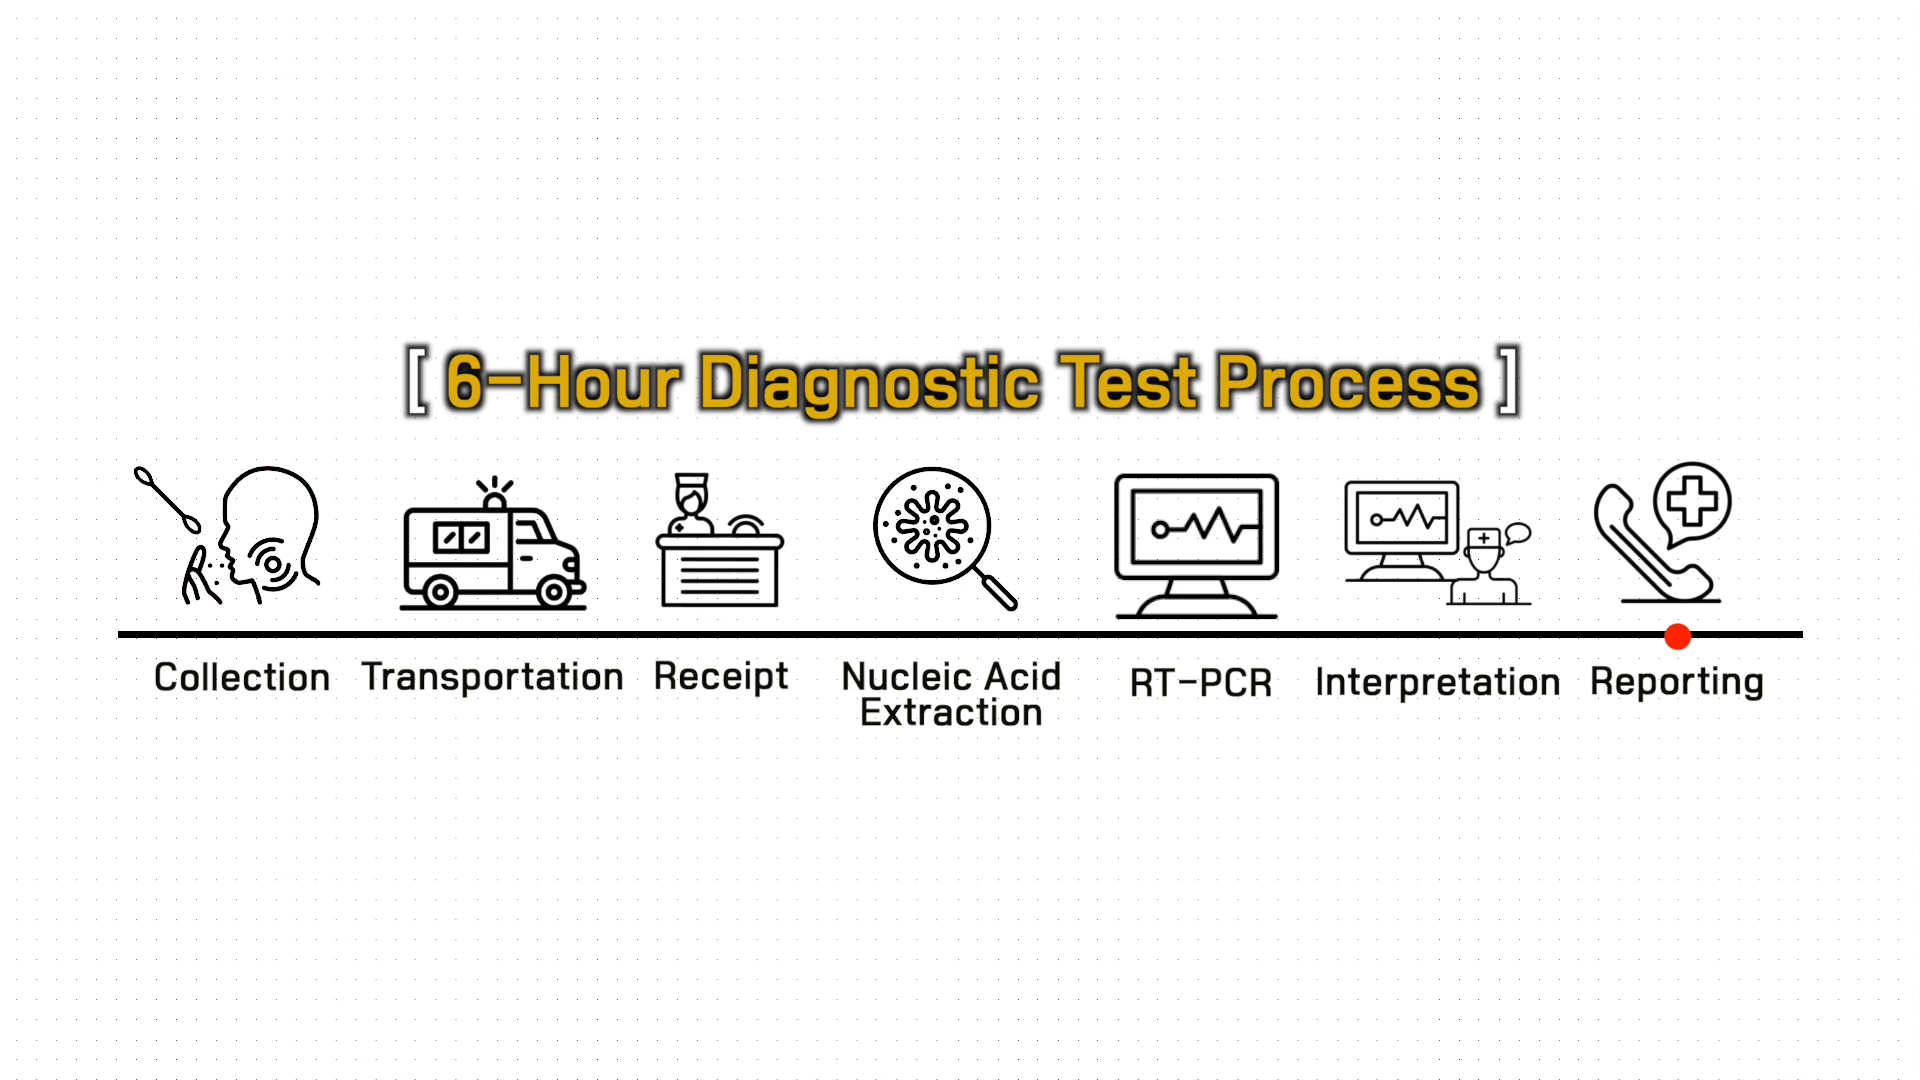 [ 6-Hour Diagnostic Test Process ]
Collection
Transportation
Receipt
Nucleic Acid
Extraction
RT-PCR
Interpretation
Reporting